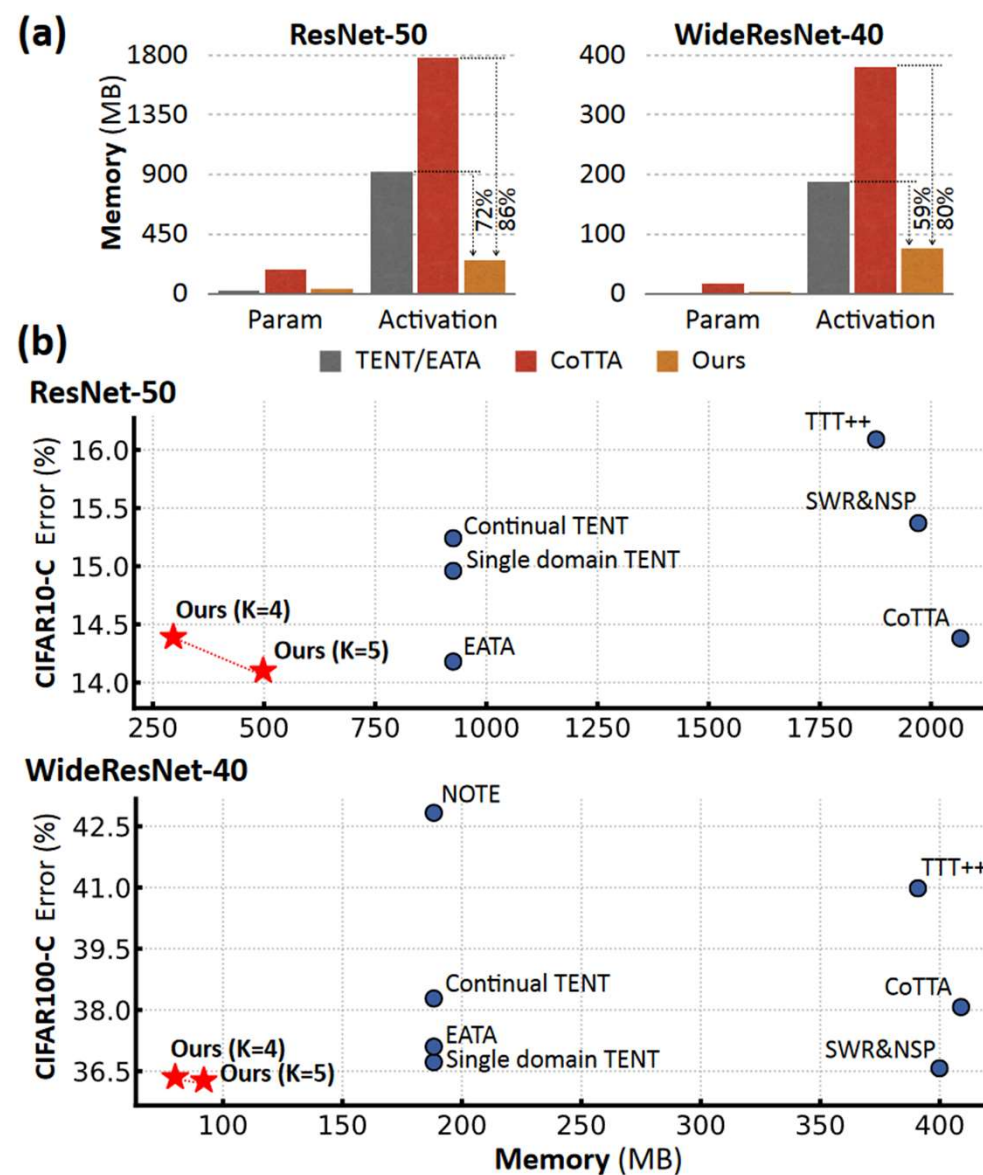 (a)
ResNet-50
WideResNet-40
Memory (MB)
1800
1350
900
450
0
72%
86%
Param
Activation
400
300
200
100
0
59%
80%
Param
Activation
TENT/EATA
CoTTA
Ours
(b)
ResNet-50
CIFAR10-C Error (%)
16.0
15.5
15.0
14.5
14.0
TTT++
SWR&NSP
Continual TENT
Single domain TENT
Ours (K=4)
Ours (K=5)
EATA
CoTTA
250
500
750
1000
1250
1500
1750
2000
WideResNet-40
CIFAR100-C Error (%)
42.5
41.0
39.5
38.0
36.5
NOTE
TTT++
Continual TENT
CoTTA
EATA
Single domain TENT
SWR&NSP
Ours (K=4)
Ours (K=5)
100
150
200
250
300
350
400
Memory (MB)